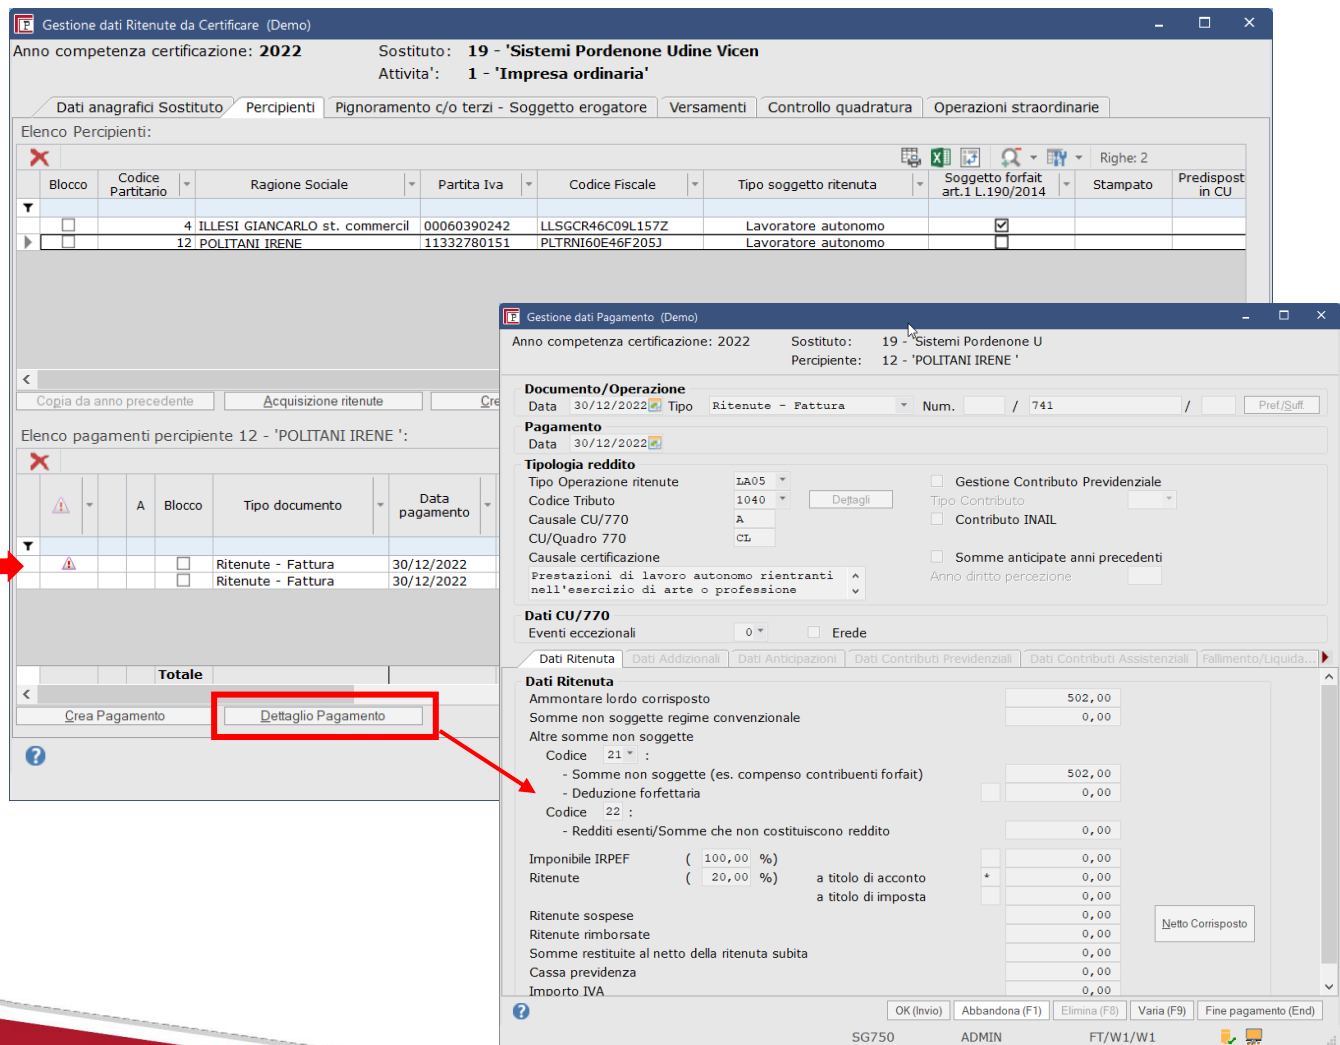 Gestione dati Ritenute da Certificare (Demo)
Anno competenza certificazione: 2022 Sostituto: 19 - 'Sistemi Pordenone Udine Vicen
Attivita': 1 - 'Impresa ordinaria'
Dati anagrafici Sostituto Percipienti Pignoramento c/o terzi - Soggetto erogatore Versamenti Controllo quadratura Operazioni straordinarie
Elenco Percipienti:
Righe: 2
Blocco Codice Partitario Ragione Sociale Partita Iva Codice Fiscale Tipo soggetto ritenuta Soggetto forfait art.1 L.190/2014 Stampato Predispost in CU
4 ILLESI GIANCARLO st. commercil 00060390242 LLSGCR46C09L157Z Lavoratore autonomo
12 POLITANI IRENE 11332780151 PLTRNI60E46F205J Lavoratore autonomo
Copia da anno precedente Acquisizione ritenute Cre
Elenco pagamenti percipiente 12 - 'POLITANI IRENE ':
A Blocco Tipo documento Data pagamento
Ritenute - Fattura 30/12/2022
Ritenute - Fattura 30/12/2022
Totale
Crea Pagamento Dettaglio Pagamento
Gestione dati Pagamento (Demo)
Anno competenza certificazione: 2022 Sostituto: 19 - 'Sistemi Pordenone U
Percipiente: 12 - 'POLITANI IRENE '
Documento/Operazione
Data 30/12/2022 Tipo Ritenute - Fattura Num. / 741 / Pref./Suff.
Pagamento
Data 30/12/2022
Tipologia reddito
Tipo Operazione ritenute LA05 Gestione Contributo Previdenziale
Codice Tributo 1040 Dettagli Tipo Contributo
Causale CU/770 A Contributo INAIL
CU/Quadro 770 CL
Causale certificazione Somme anticipate anni precedenti
Prestazioni di lavoro autonomo rientranti Anno diritto percezione
nell'esercizio di arte o professione
Dati CU/770
Eventi eccezionali 0 Erede
Dati Ritenuta Dati Addizionali Dati Anticipazioni Dati Contributi Previdenziali Dati Contributi Assistenziali Fallimento/Liquida...
Dati Ritenuta
Ammontare lordo corrisposto 502,00
Somme non soggette regime convenzionale 0,00
Altre somme non soggette
Codice 21 :
- Somme non soggette (es. compenso contribuenti forfait) 502,00
- Deduzione forfettaria 0,00
Codice 22 :
- Redditi esenti/Somme che non costituiscono reddito 0,00
Imponibile IRPEF ( 100,00 %) 0,00
Ritenute ( 20,00 %) a titolo di acconto * 0,00
a titolo di imposta 0,00
Ritenute sospese 0,00
Ritenute rimborsate 0,00
Netto Corrisposto
Somme restituite al netto della ritenuta subita 0,00
Cassa previdenza 0,00
Importo IVA 0,00
OK (Invio) Abbandona (F1) Elimina (F8) Varia (F9) Fine pagamento (End)
SG750 ADMIN FT/W1/W1